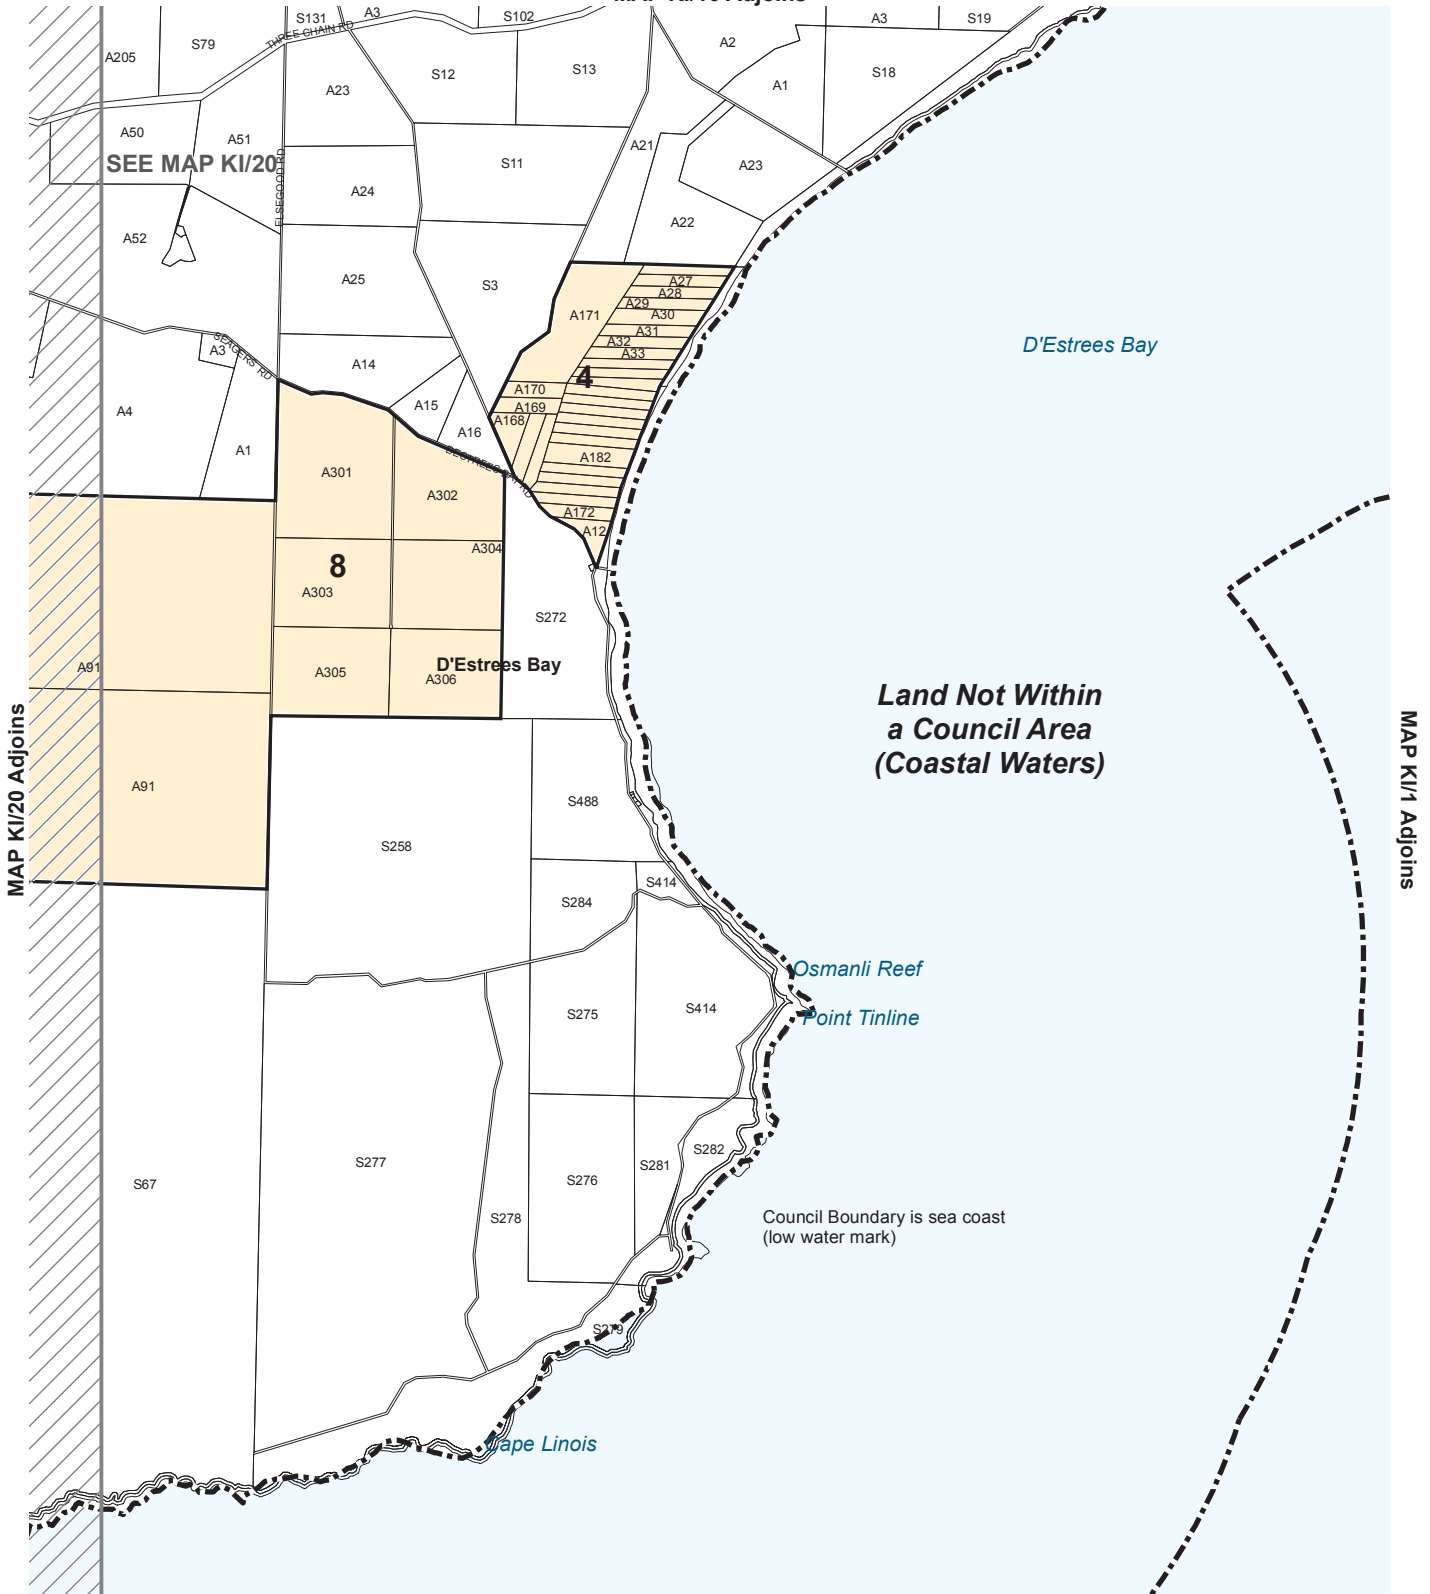 S131
A3
S102
A3
S19
A205
S79
THREE CHAIN RD
A2
S12
S13
S18
A23
A1
A50
A51
A21
SEE MAP KI/20
S11
A23
ELSEGOOD RD
A24
A22
A52
A25
S3
A27
A28
A29
A171
A30
A31
A32
A33
D'Estrees Bay
SEAGERS RD
A3
A14
4
A170
A169
A168
A4
A15
A16
A1
A182
DESTREES BAY RD
A301
A302
A172
A12
A304
8
A303
S272
A91
A305
A306
D'Estrees Bay
Land Not Within
a Council Area
(Coastal Waters)
MAP KI/20 Adjoins
MAP KI/1 Adjoins
A91
S488
S258
S414
S284
Osmanli Reef
S275
S414
Point Tinline
S277
S282
S281
S276
S67
S278
Council Boundary is sea coast
(low water mark)
S279
Cape Linois